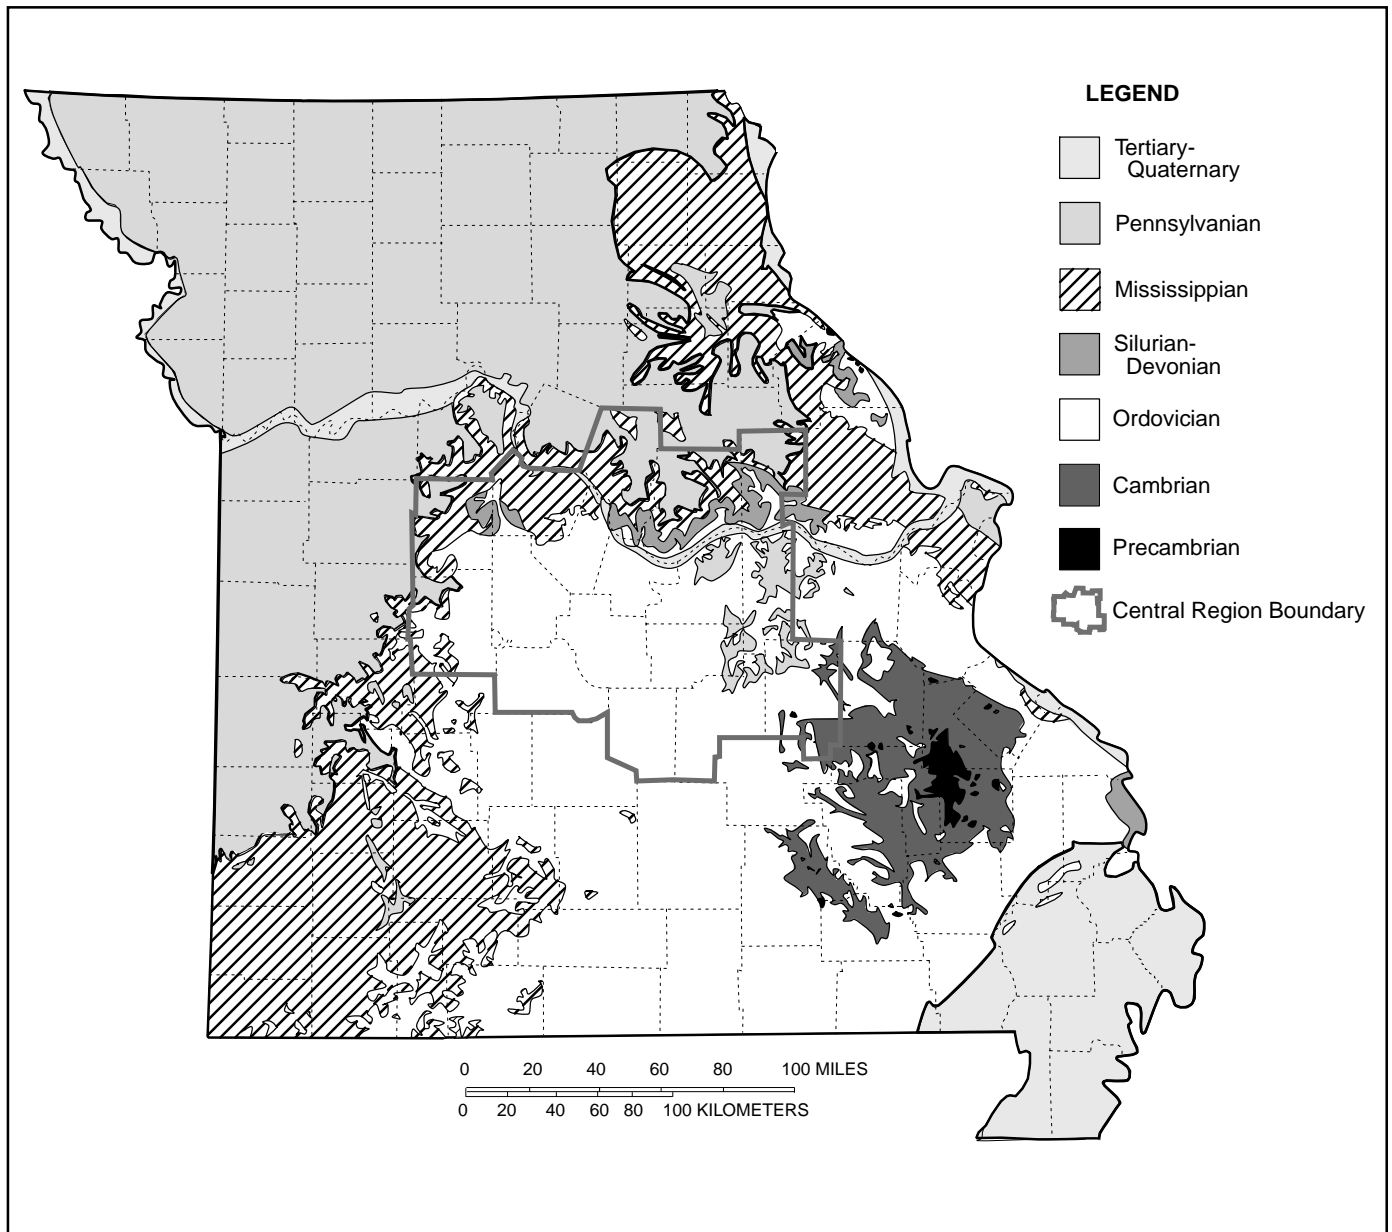 LEGEND
Tertiary-
Quaternary
Pennsylvanian
Mississippian
Silurian-
Devonian
Ordovician
Cambrian
Precambrian
Central Region Boundary
0 20 40 60 80 100 MILES
0 20 40 60 80 100 KILOMETERS